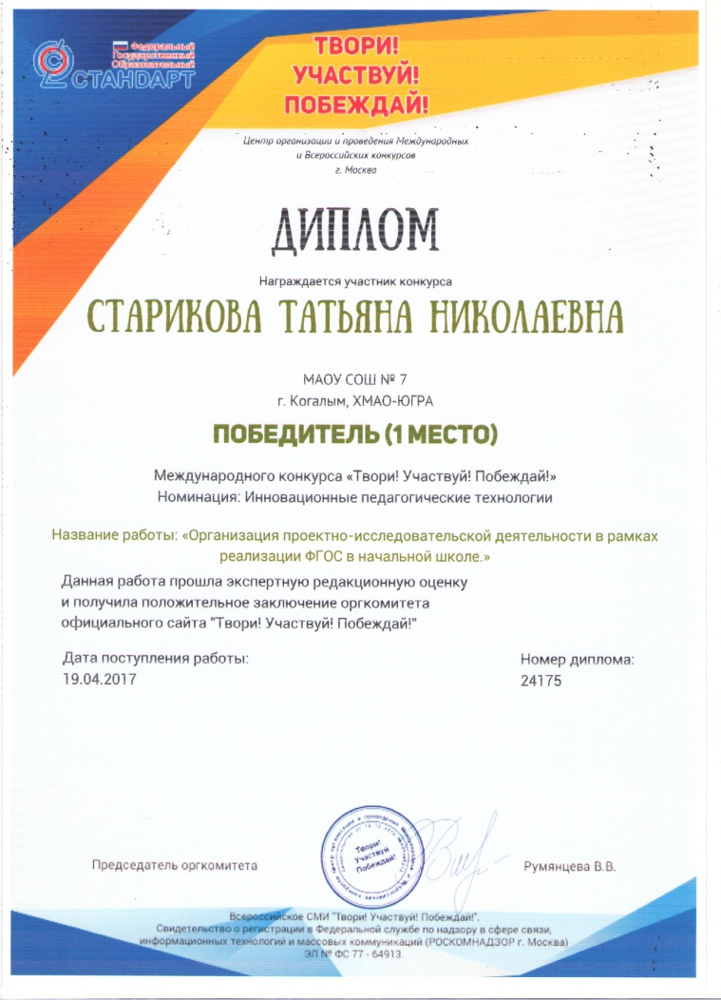 Федеральный
Государственный
Образовательный
СТАНДАРТ
ТВОРИ!
УЧАСТВУЙ!
ПОБЕЖДАЙ!
Центр организации и проведения Международных
и Всероссийских конкурсов
г. Москва
ДИПЛОМ
Награждается участник конкурса
СТАРИКОВА ТАТЬЯНА НИКОЛАЕВНА
МАОУ СОШ № 7
г. Когалым, ХМАО-ЮГРА
ПОБЕДИТЕЛЬ (1 МЕСТО)
Международного конкурса «Твори! Участвуй! Побеждай!»
Номинация: Инновационные педагогические технологии
Название работы: «Организация проектно-исследовательской деятельности в рамках
реализации ФГОС в начальной школе.»
Данная работа прошла экспертную редакционную оценку
и получила положительное заключение оргкомитета
официального сайта "Твори! Участвуй! Побеждай!"
Дата поступления работы:
19.04.2017
Номер диплома:
24175
Твори!
Участвуй
Побеждай!
Председатель оргкомитета
Румянцева В.В.
Всероссийское СМИ "Твори! Участвуй! Побеждай!".
Свидетельство о регистрации в Федеральной службе по надзору в сфере связи,
информационных технологий и массовых коммуникаций (РОСКОМНАДЗОР г. Москва)
ЭЛ № ФС 77 - 64913.